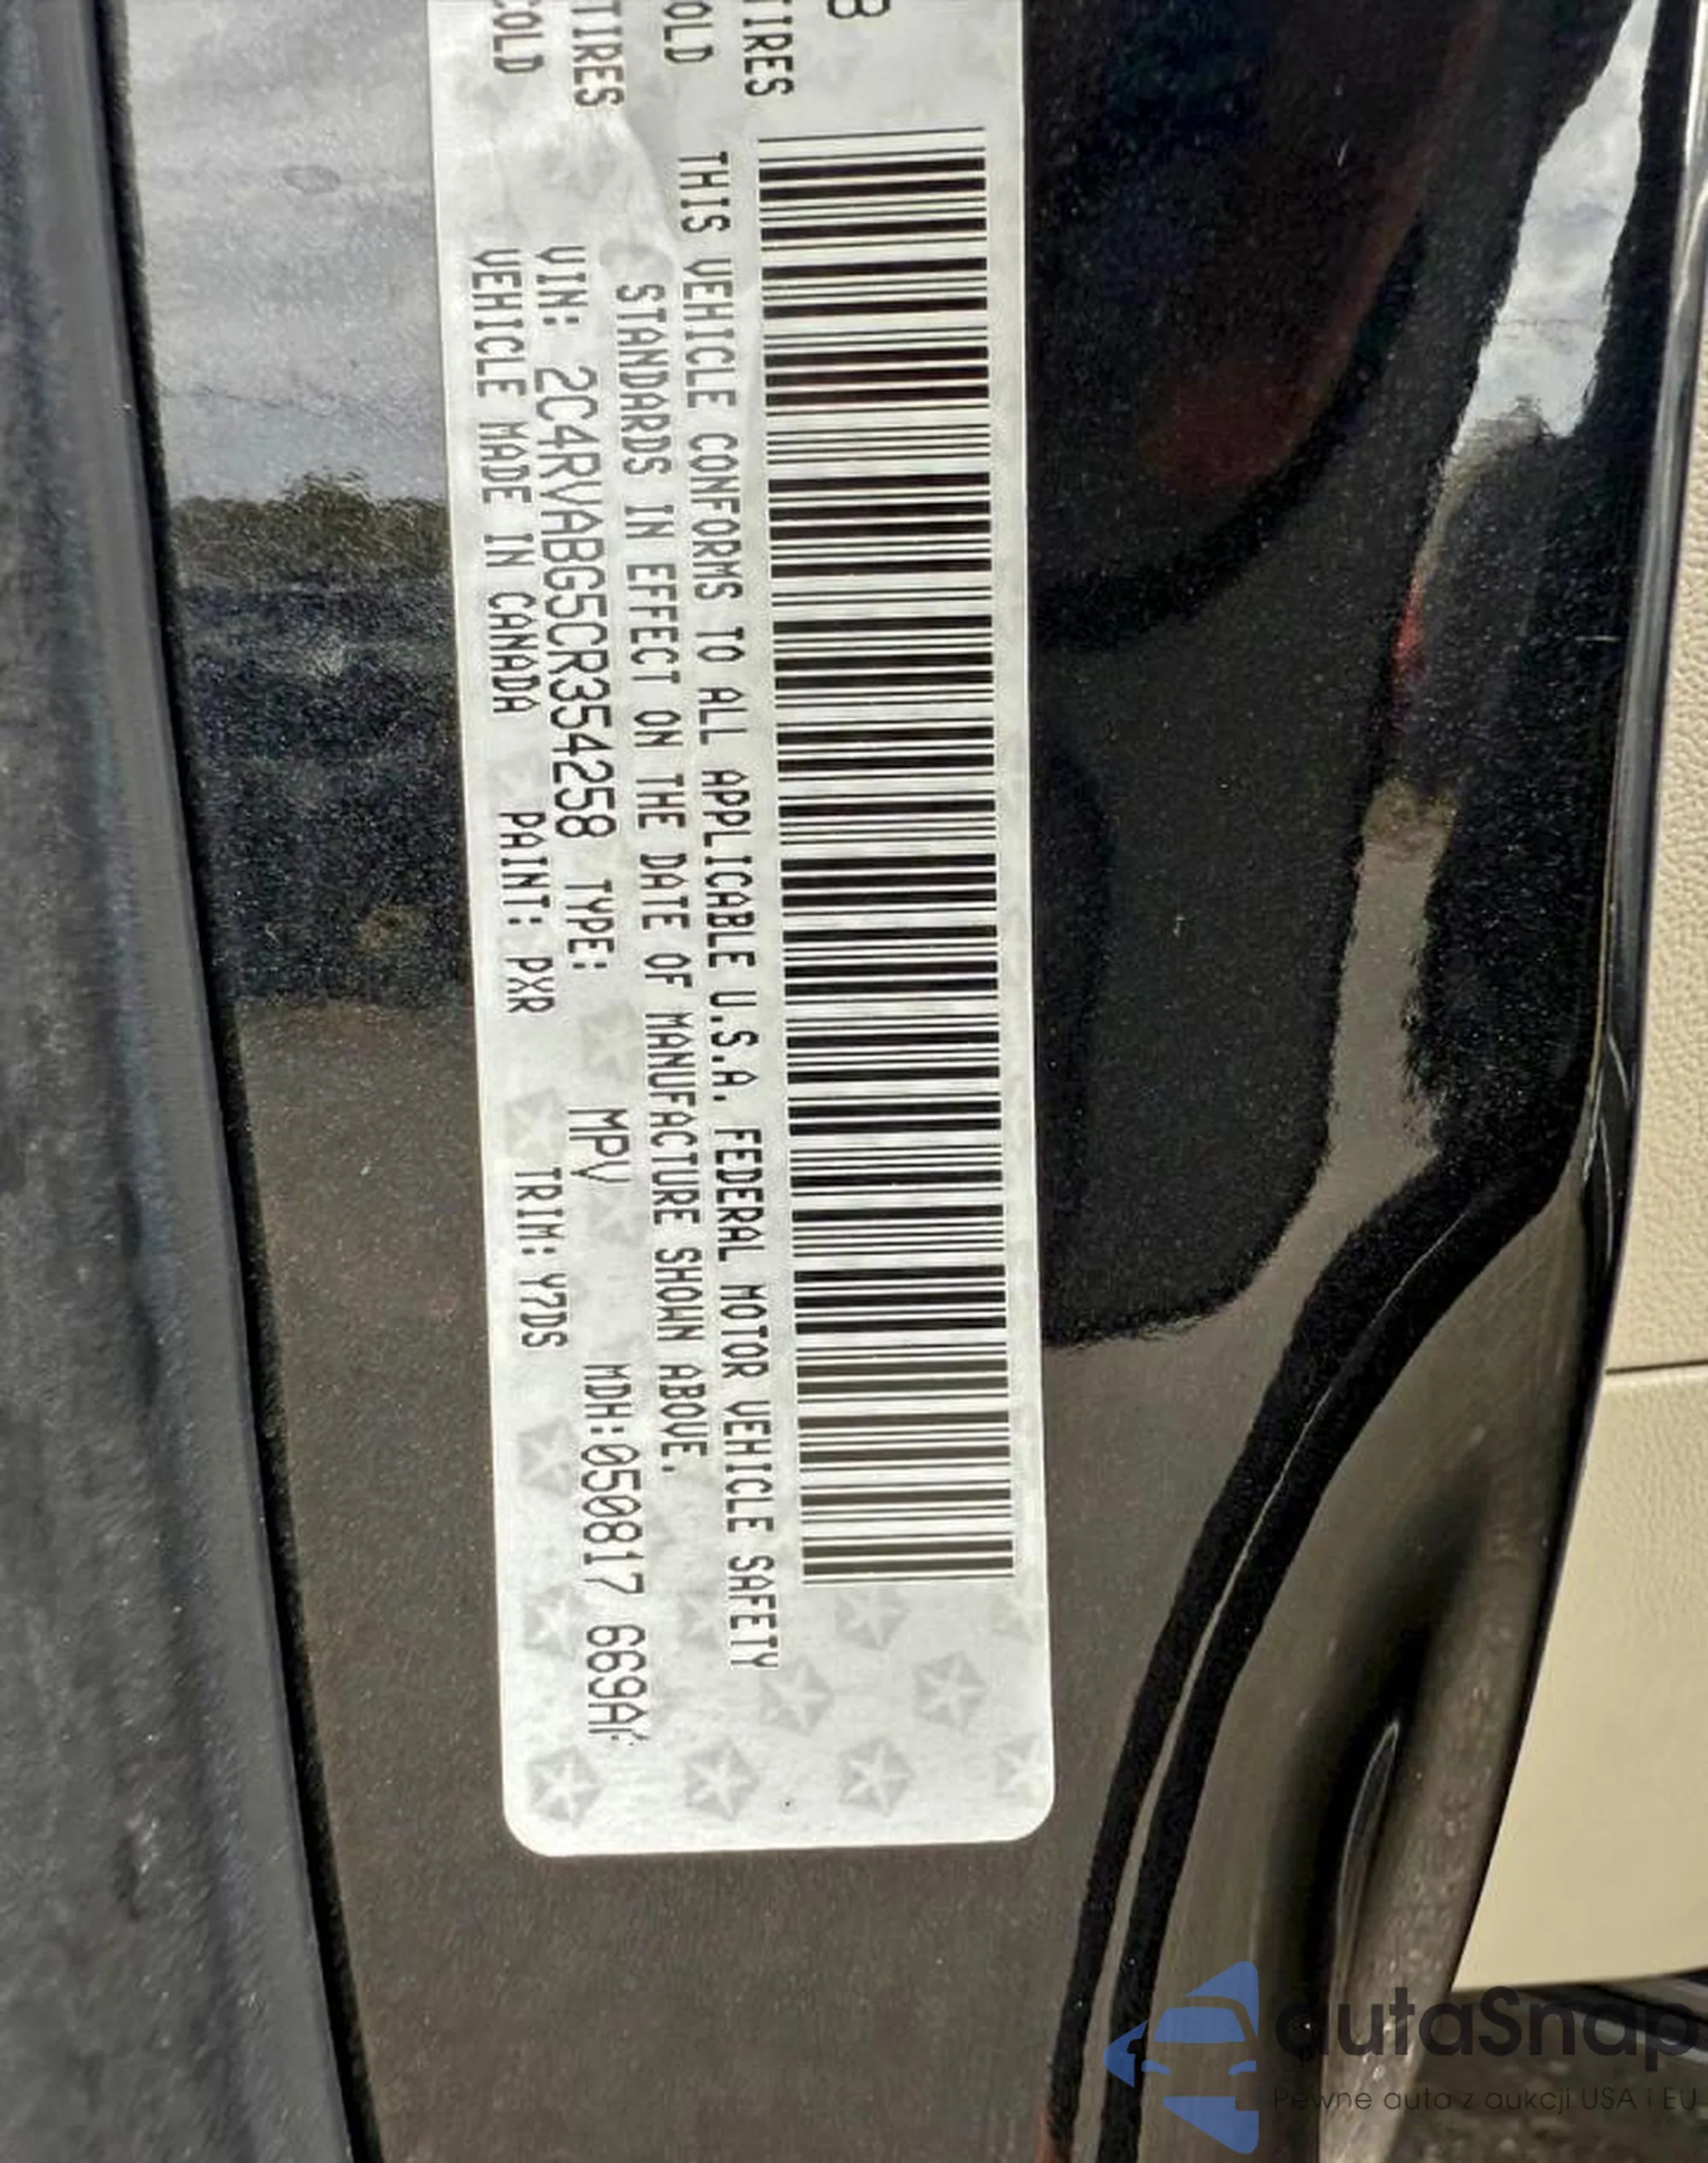 B
TIRES
OLD
TIRES
COLD
THIS VEHICLE CONFORMS TO ALL APPLICABLE U.S.A. FEDERAL MOTOR VEHICLE SAFETY
STANDARDS IN EFFECT ON THE DATE OF MANUFACTURE SHOWN ABOVE.
VIN: 2C4RVABG5CR354258 TYPE: MPV MDH:050817 669A
VEHICLE MADE IN CANADA PAINT: PXR TRIM: Y7DS
autaSnap
Pewne auta z aukcji USA i EU